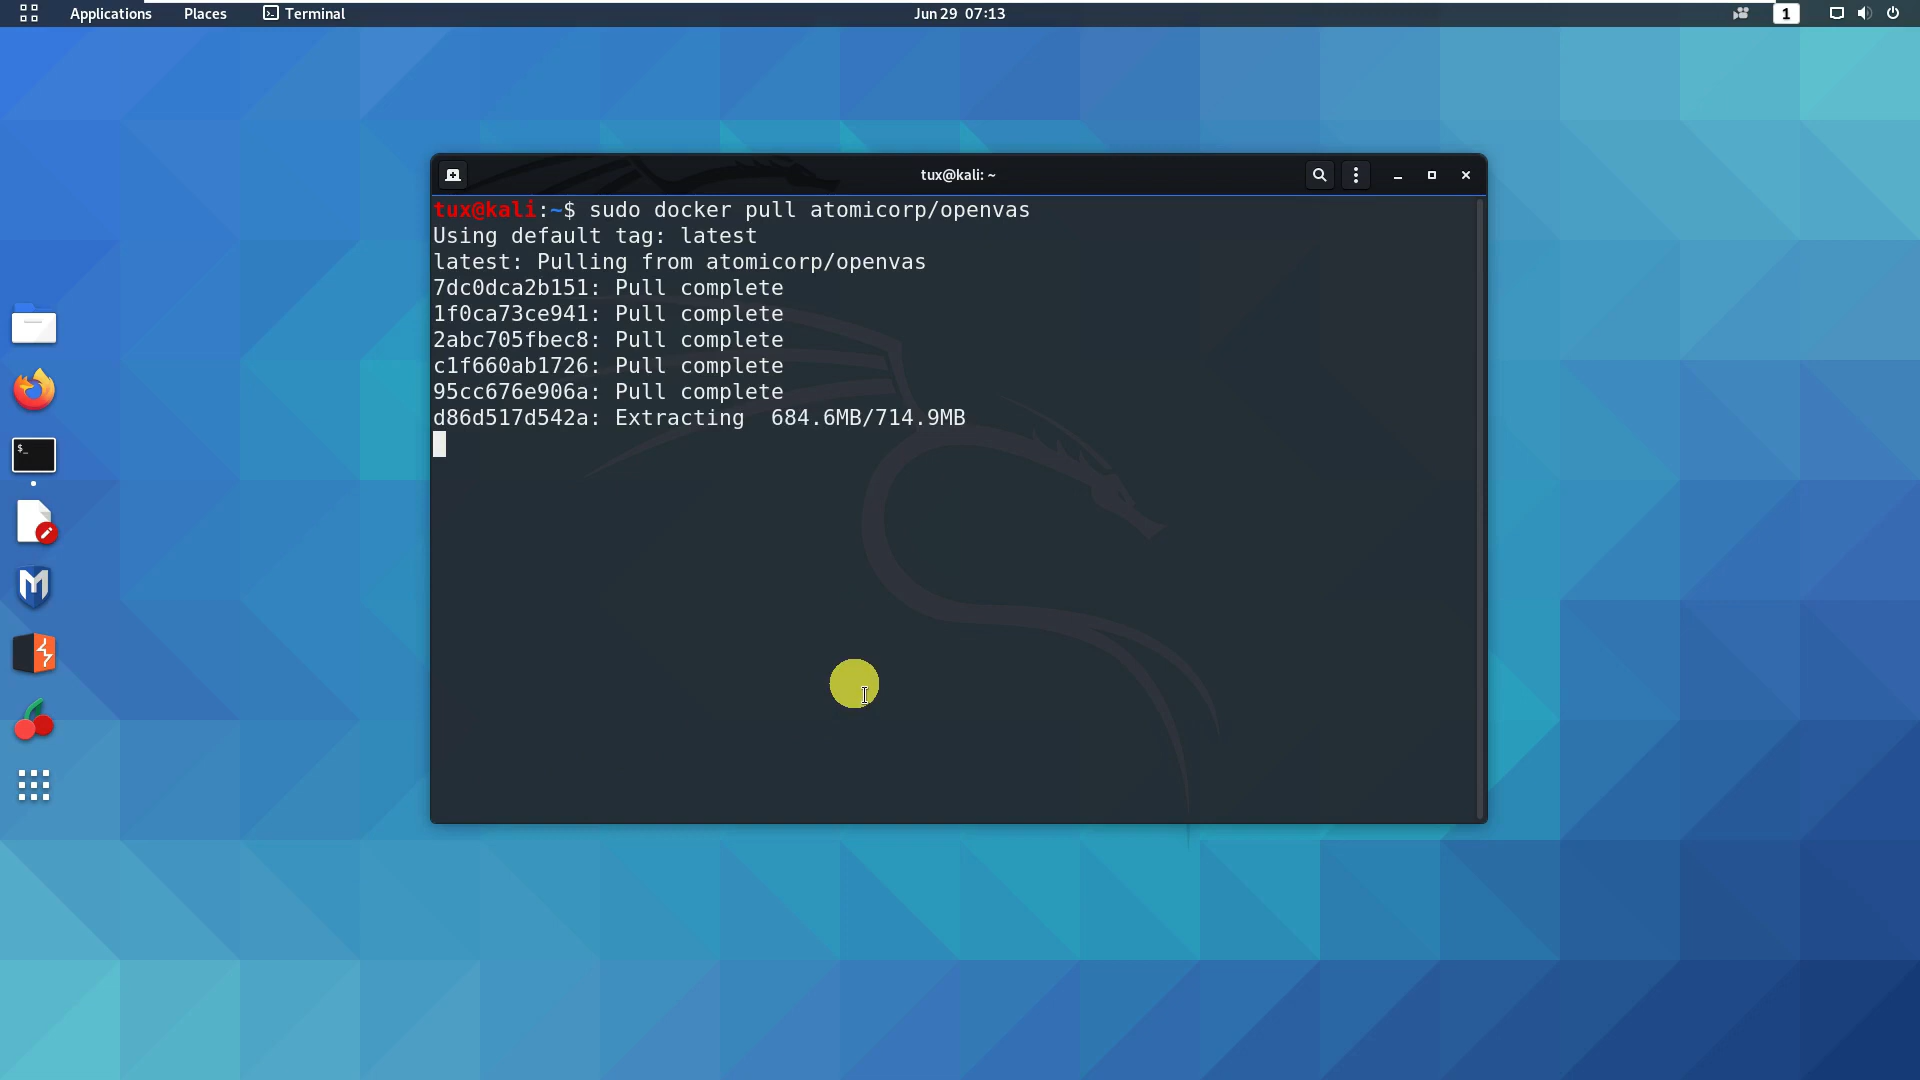 Applications Places Terminal Jun 29 07:13 1
tux@kali: ~
tux@kali:~$ sudo docker pull atomicorp/openvas
Using default tag: latest
latest: Pulling from atomicorp/openvas
7dc0dca2b151: Pull complete
1f0ca73ce941: Pull complete
2abc705fbec8: Pull complete
c1f660ab1726: Pull complete
95cc676e906a: Pull complete
d86d517d542a: Extracting  684.6MB/714.9MB
$_